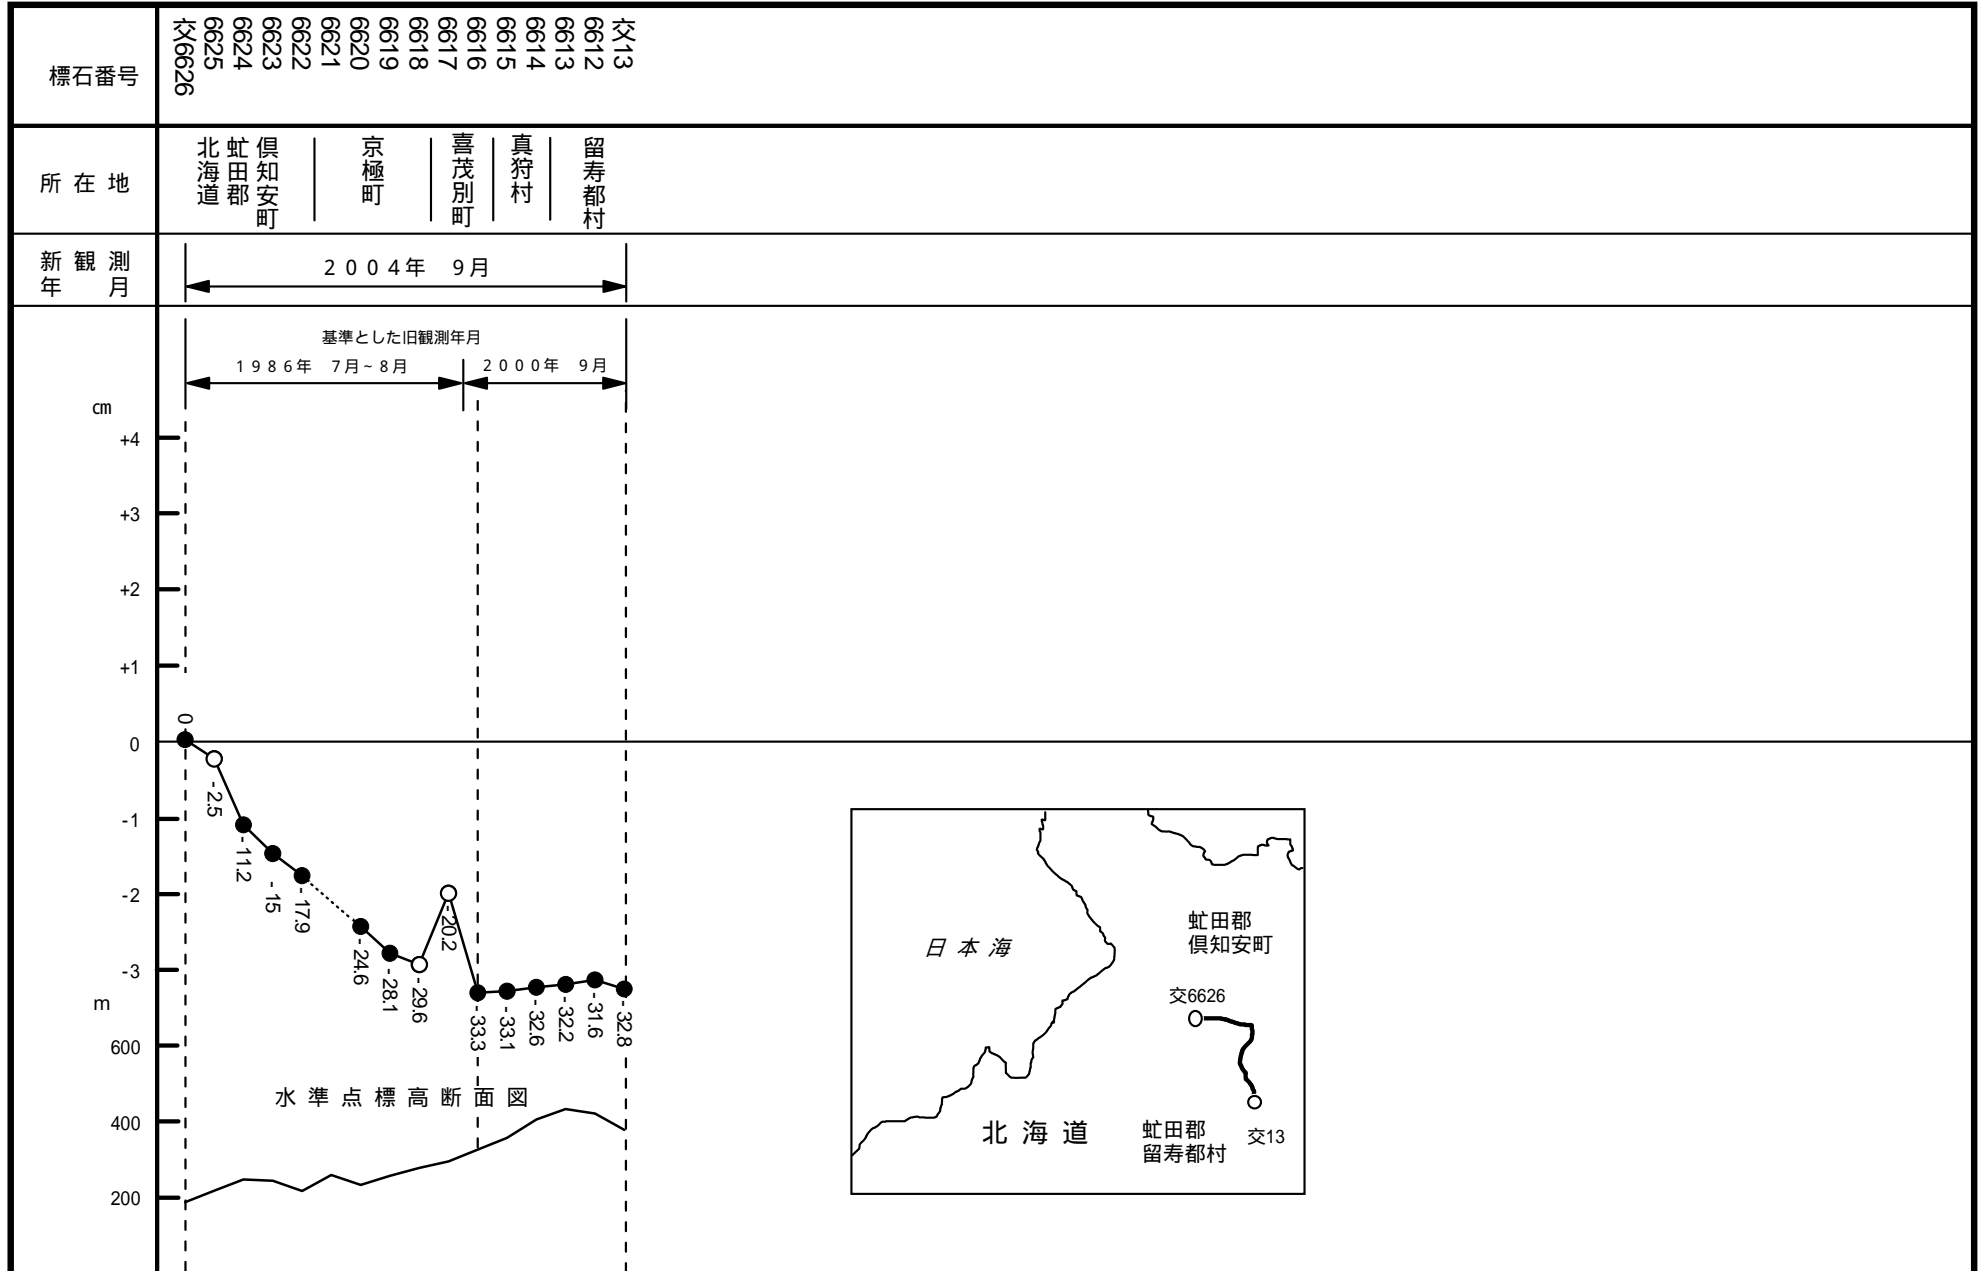 標石番号
交6626
6625
6624
6623
6622
6621
6620
6619
6618
6617
6616
6615
6614
6613
6612
交13
所在地
北海道
虻田郡
倶知安町
京極町
喜茂別町
真狩村
留寿都村
新観測
年月
2004年 9月
基準とした旧観測年月
1986年 7月~8月
2000年 9月
㎝
+4
+3
+2
+1
0
-1
-2
-3
m
600
400
200
0
-2.5
-11.2
-15
-17.9
-24.6
-28.1
-29.6
-20.2
-33.3
-33.1
-32.6
-32.2
-31.6
-32.8
水準点標高断面図
日本海
虻田郡
倶知安町
交6626
北海道
虻田郡
留寿都村
交13